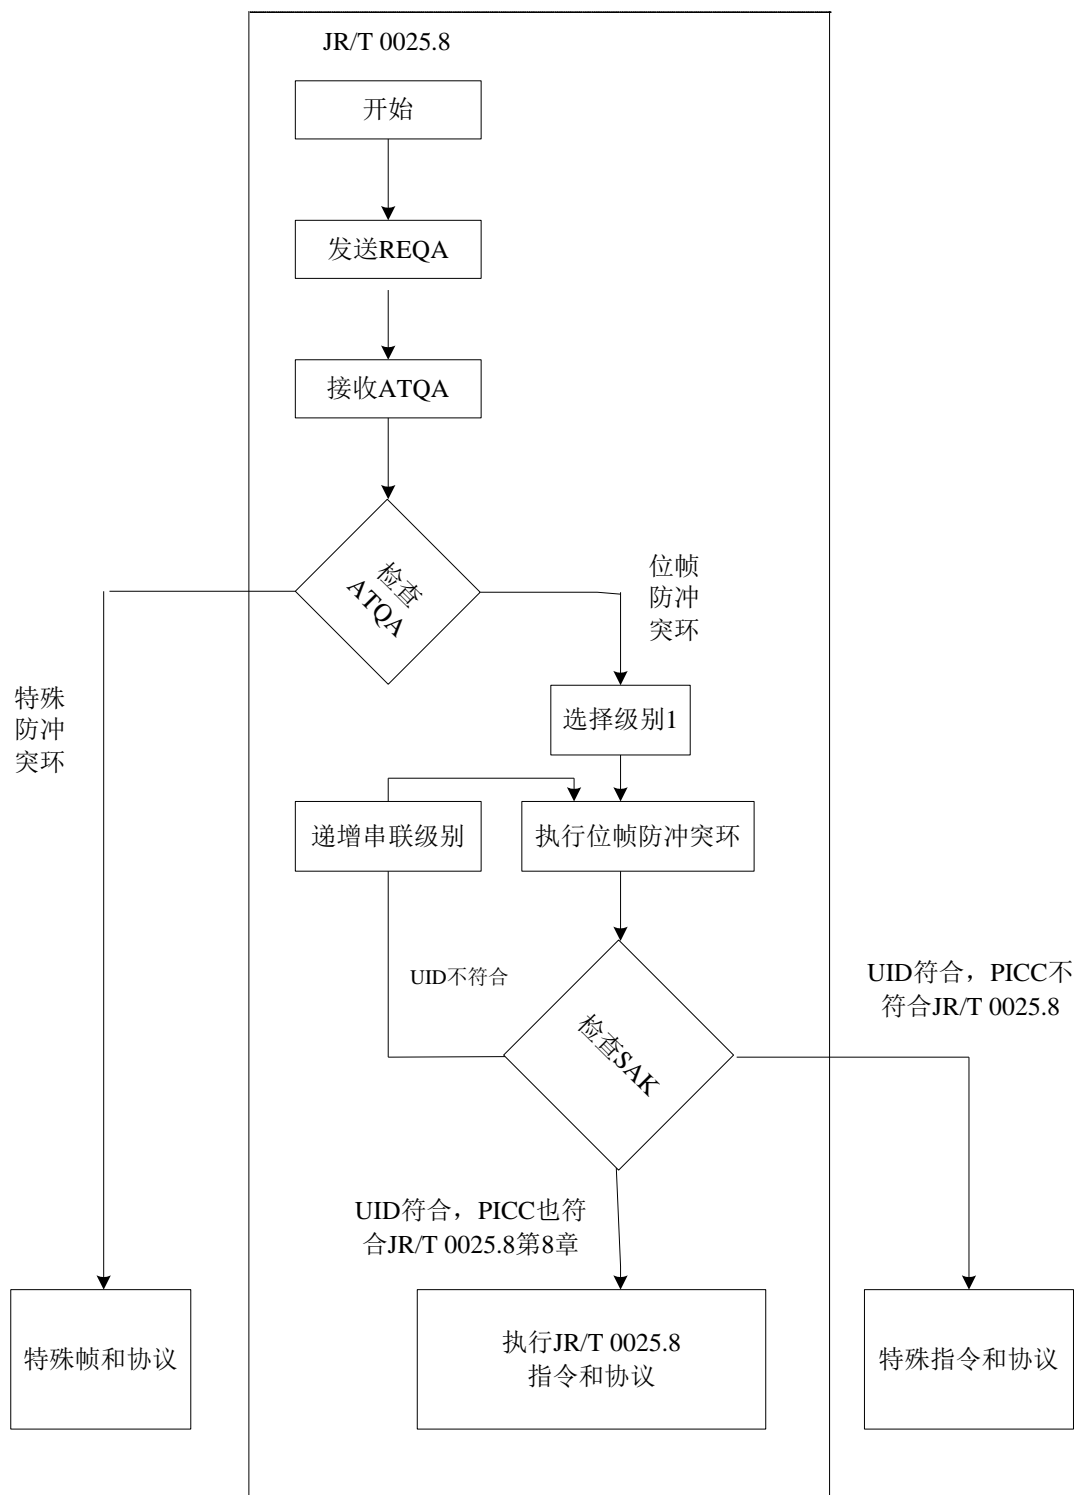 JR/T 0025.8
开始
发送REQA
接收ATQA
检查
ATQA
位帧
防冲
突环
特殊
防冲
突环
选择级别1
递增串联级别
执行位帧防冲突环
UID不符合
检查SAK
UID符合，PICC不
符合JR/T 0025.8
UID符合，PICC也符
合JR/T 0025.8第8章
特殊帧和协议
执行JR/T 0025.8
指令和协议
特殊指令和协议